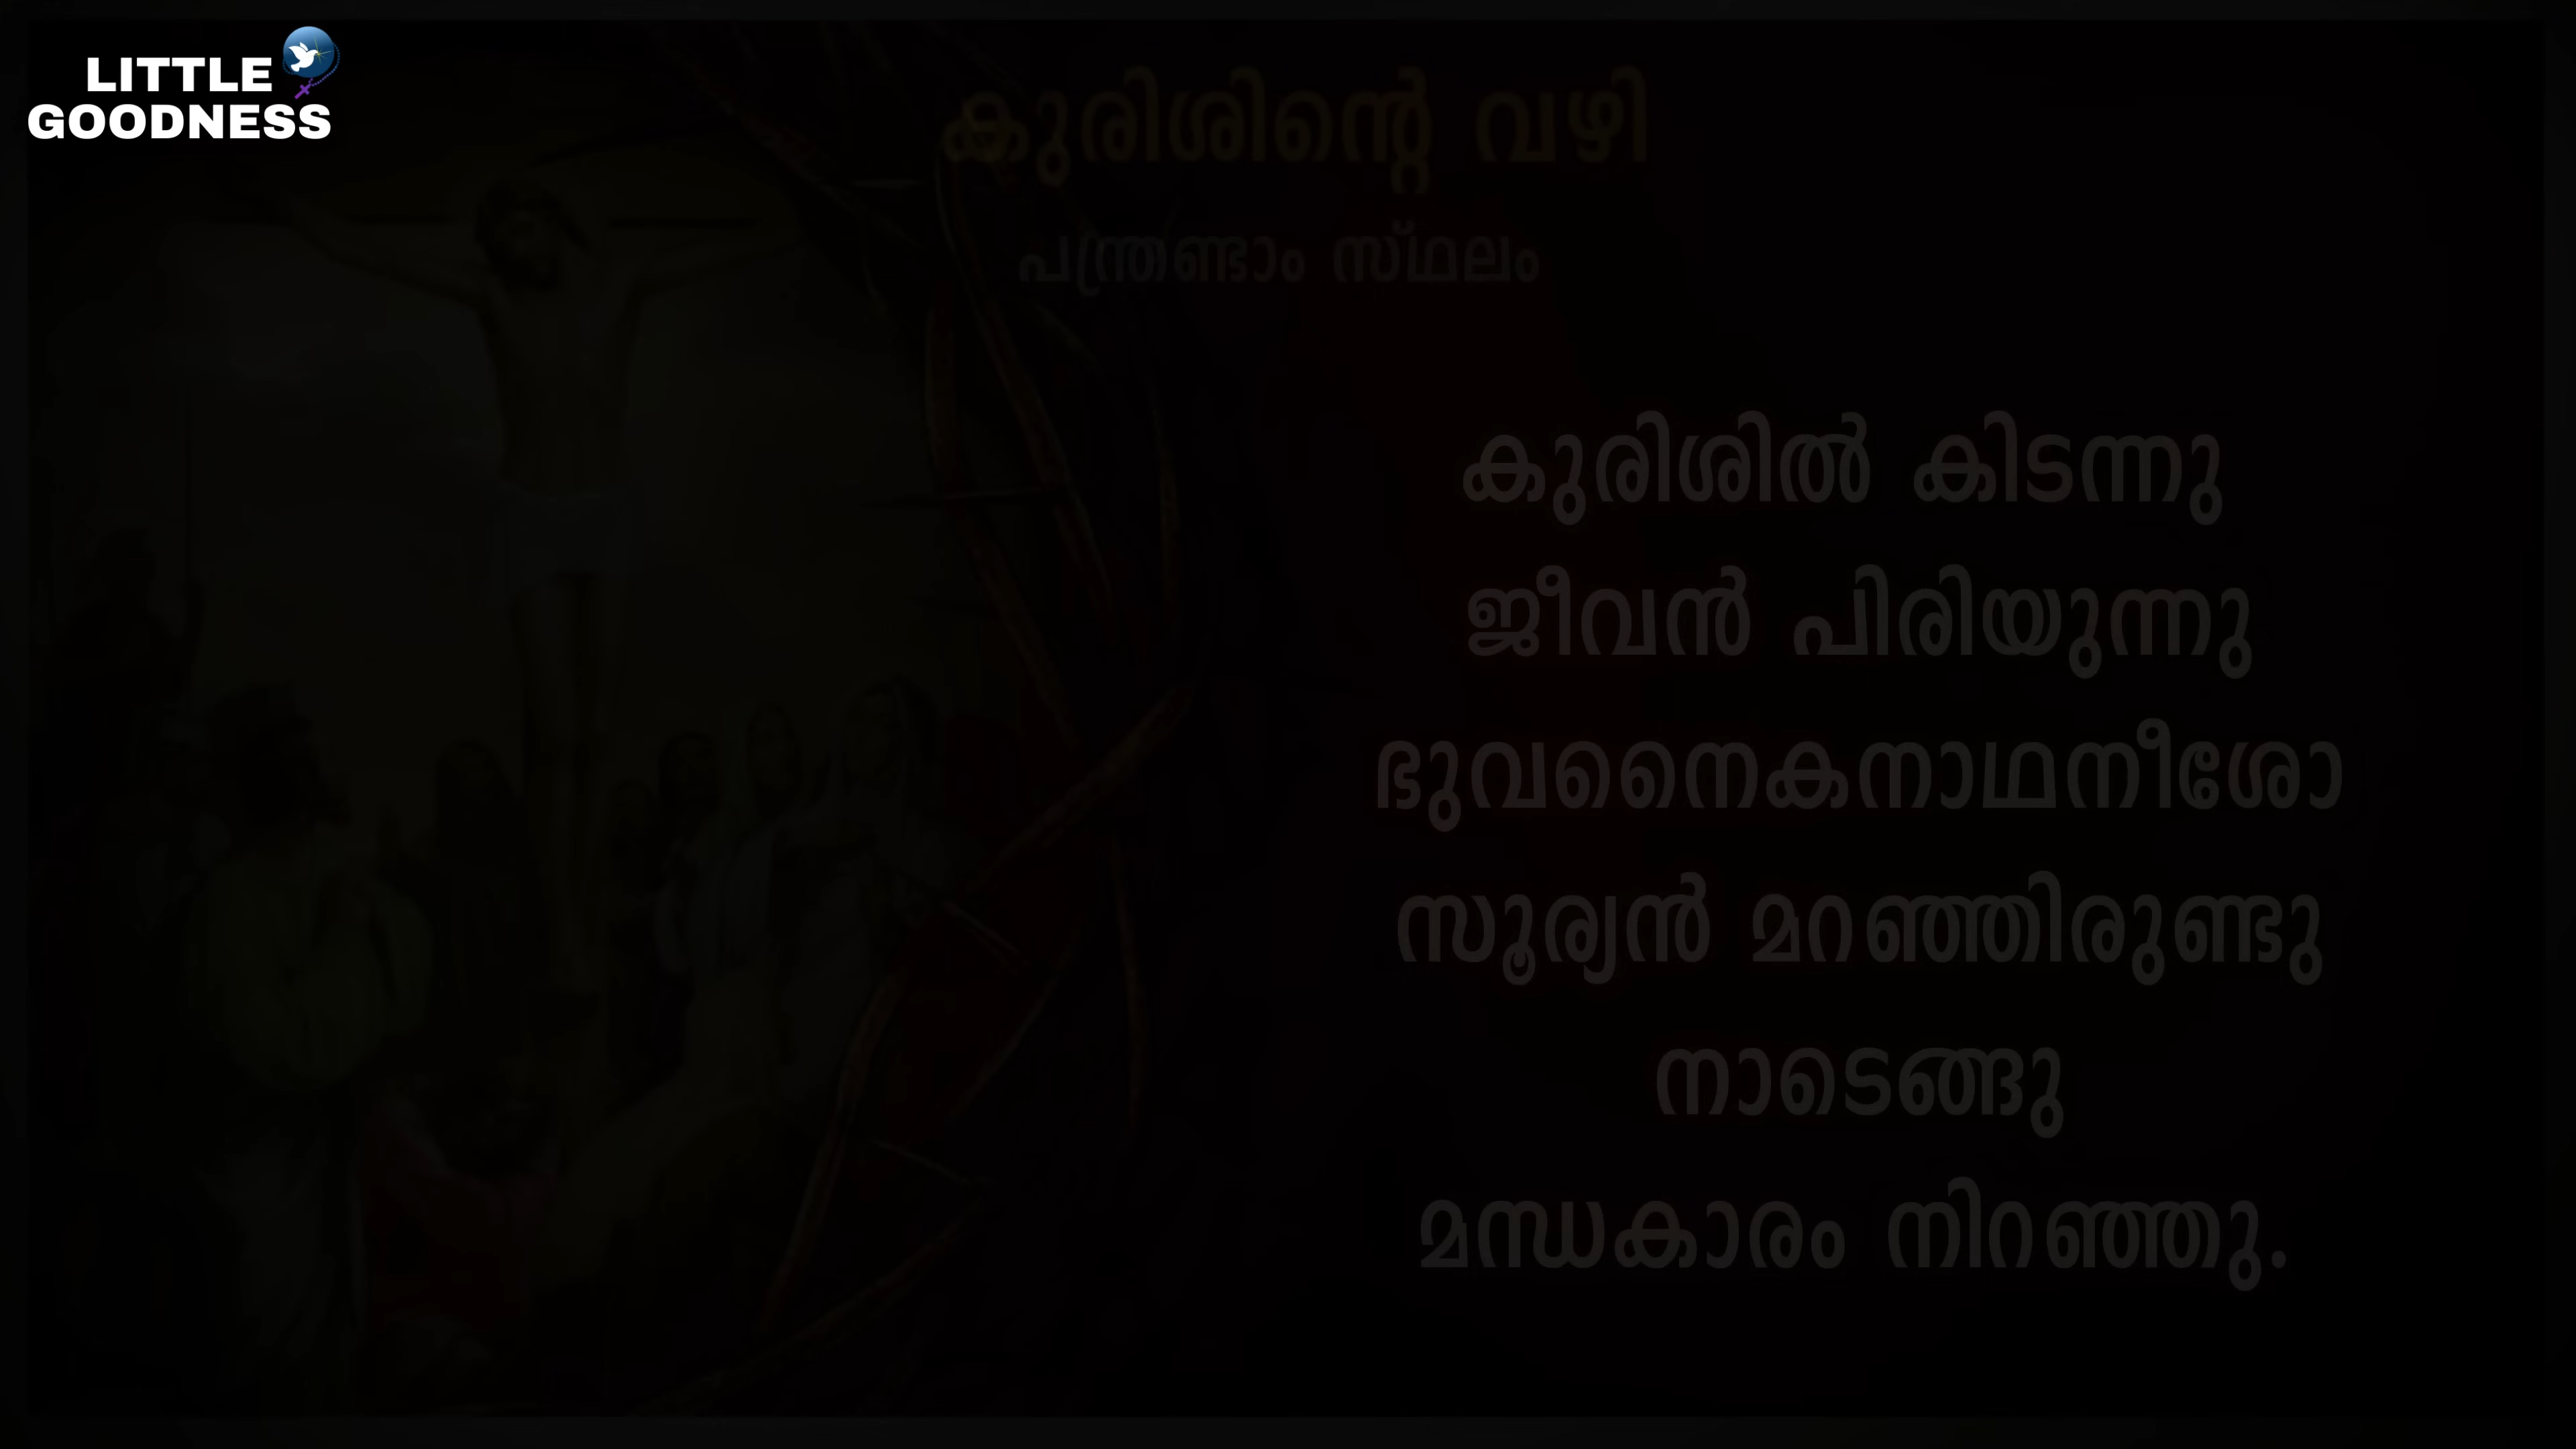 LITTLE
GOODNESS
കുരിശിന്റെ വഴി
പന്ത്രണ്ടാം സ്ഥലം
കുരിശിൽ കിടന്നു
ജീവൻ പിരിയുന്നു
ഭുവനൈകനാഥനീശോ
സൂര്യൻ മറഞ്ഞിരുണ്ടു
നാടെങ്ങു
മന്ധകാരം നിറഞ്ഞു.